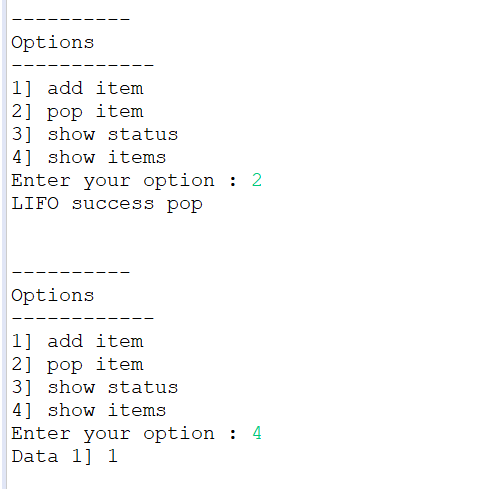 ----------
Options
------------
1] add item
2] pop item
3] show status
4] show items
Enter your option : 2
LIFO success pop
----------
Options
------------
1] add item
2] pop item
3] show status
4] show items
Enter your option : 4
Data 1] 1